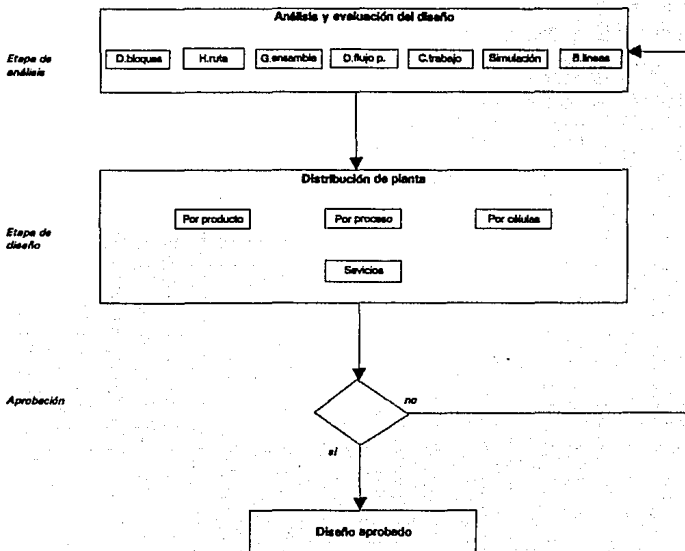 Análisis y evaluación del diseño
Etapa de
análisis
D.bloques
H.ruta
G.ensamble
D.flujo p.
C.trabajo
Simulación
B.líneas
Distribución de planta
Por producto
Por proceso
Por células
Etapa de
diseño
Sevicios
Aprobación
no
si
Diseño aprobado